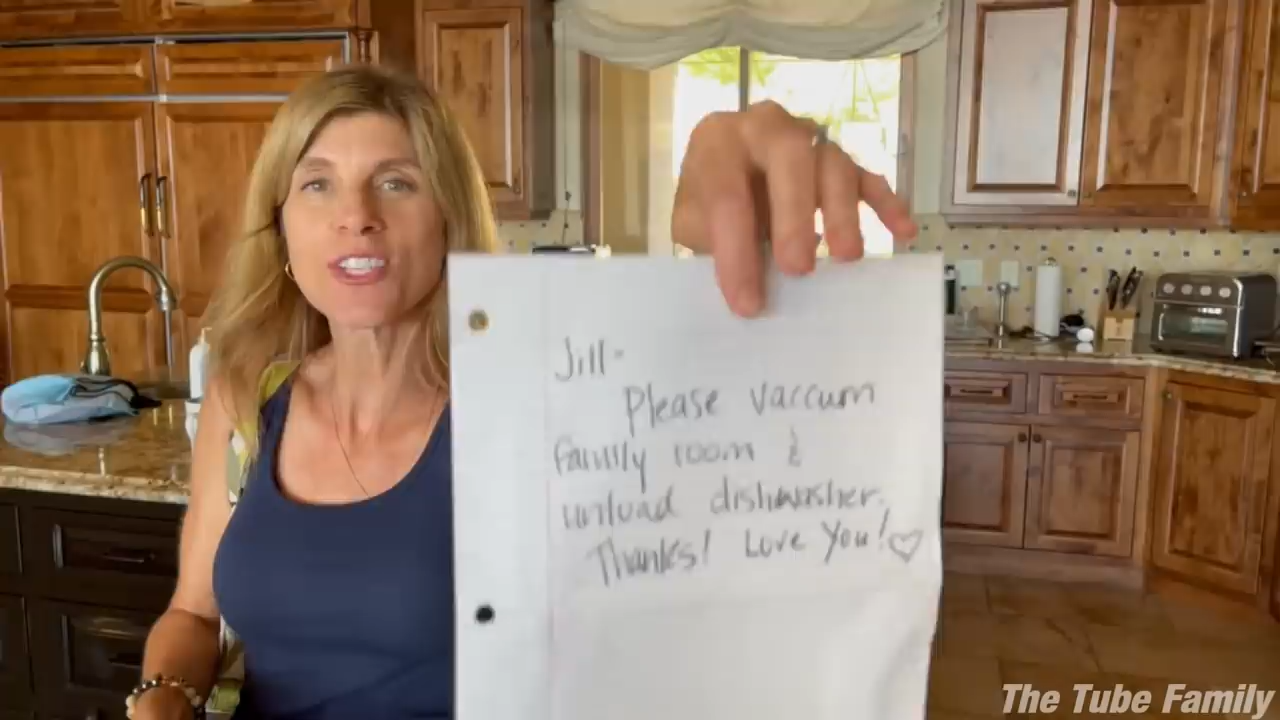 Jill-
Please vaccum
family room &
unload dishwasher.
Thanks! Love You! ♡
The Tube Family